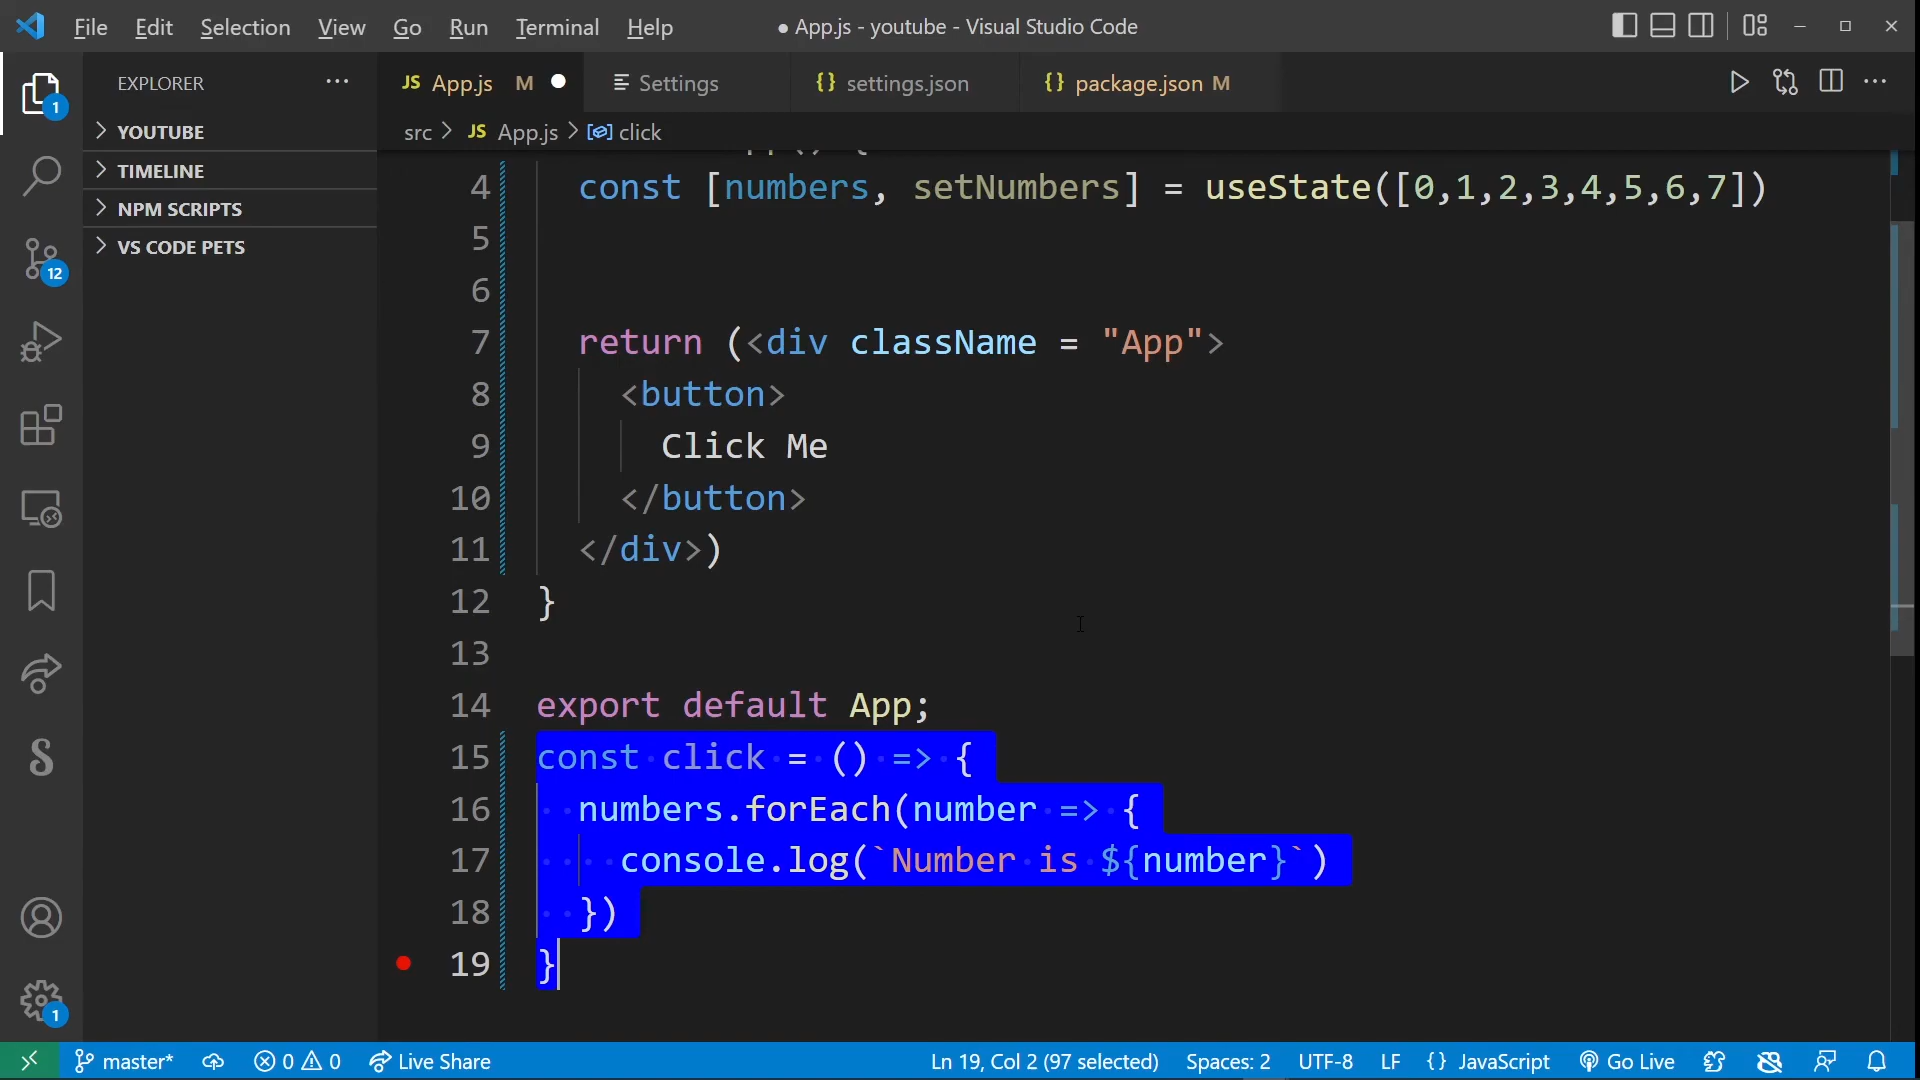 File Edit Selection View Go Run Terminal Help
● App.js - youtube - Visual Studio Code
EXPLORER ...
JS App.js M ●
Settings
{} settings.json
{} package.json M
src > JS App.js > click
1
YOUTUBE
TIMELINE
NPM SCRIPTS
VS CODE PETS
12
1
4 const [numbers, setNumbers] = useState([0,1,2,3,4,5,6,7])
5
6
7 return (<div className = "App">
8 <button>
9 Click Me
10 </button>
11 </div>)
12 }
13
14 export default App;
15 const click = () => {
16 numbers.forEach(number => {
17 console.log(`Number is ${number}`)
18 })
19 }
master* 0 0 Live Share Ln 19, Col 2 (97 selected) Spaces: 2 UTF-8 LF {} JavaScript Go Live